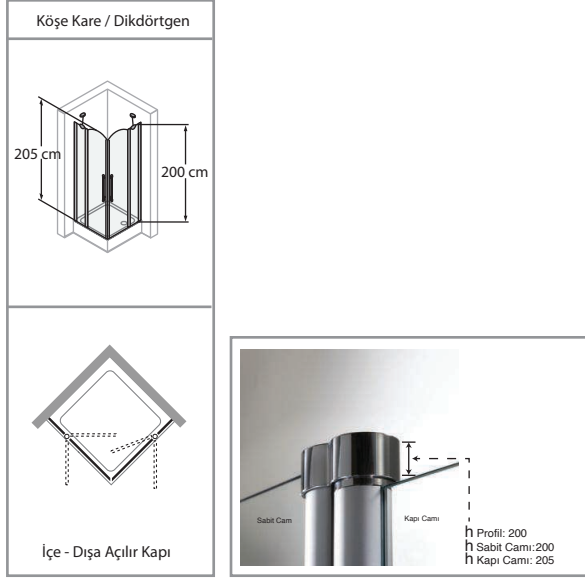 Köşe Kare / Dikdörtgen
205 cm
200 cm
İçe - Dışa Açılır Kapı
Sabit Cam
Kapı Camı
h Profil: 200
h Sabit Camı:200
h Kapı Camı: 205